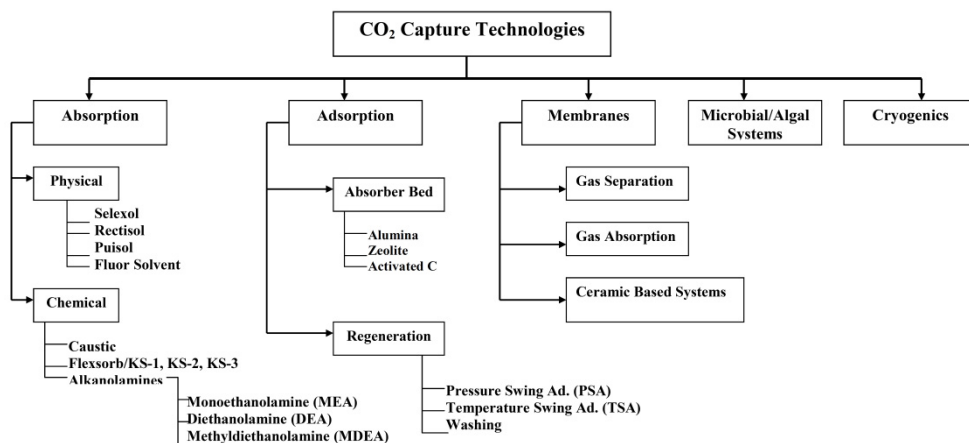 CO₂ Capture Technologies
Absorption
Adsorption
Membranes
Microbial/Algal
Systems
Cryogenics
Physical
Selexol
Rectisol
Puisol
Fluor Solvent
Chemical
Caustic
Flexsorb/KS-1, KS-2, KS-3
Alkanolamines
Monoethanolamine (MEA)
Diethanolamine (DEA)
Methyldiethanolamine (MDEA)
Absorber Bed
Alumina
Zeolite
Activated C
Regeneration
Pressure Swing Ad. (PSA)
Temperature Swing Ad. (TSA)
Washing
Gas Separation
Gas Absorption
Ceramic Based Systems